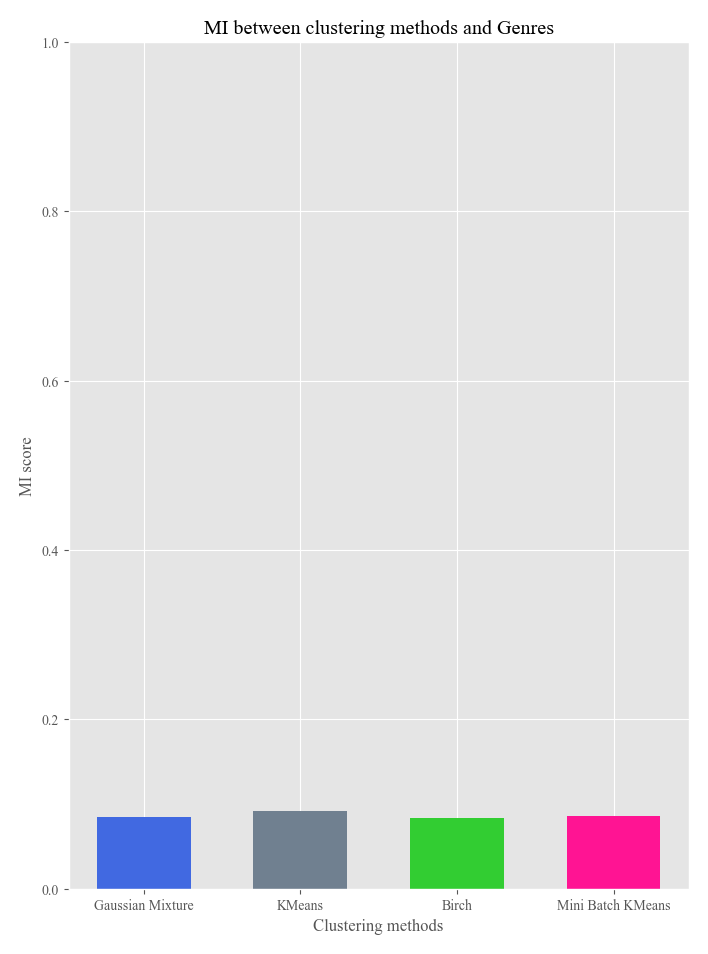 MI between clustering methods and Genres
1.0
0.8
0.6
0.4
0.2
0.0
MI score
Gaussian Mixture
KMeans
Birch
Mini Batch KMeans
Clustering methods